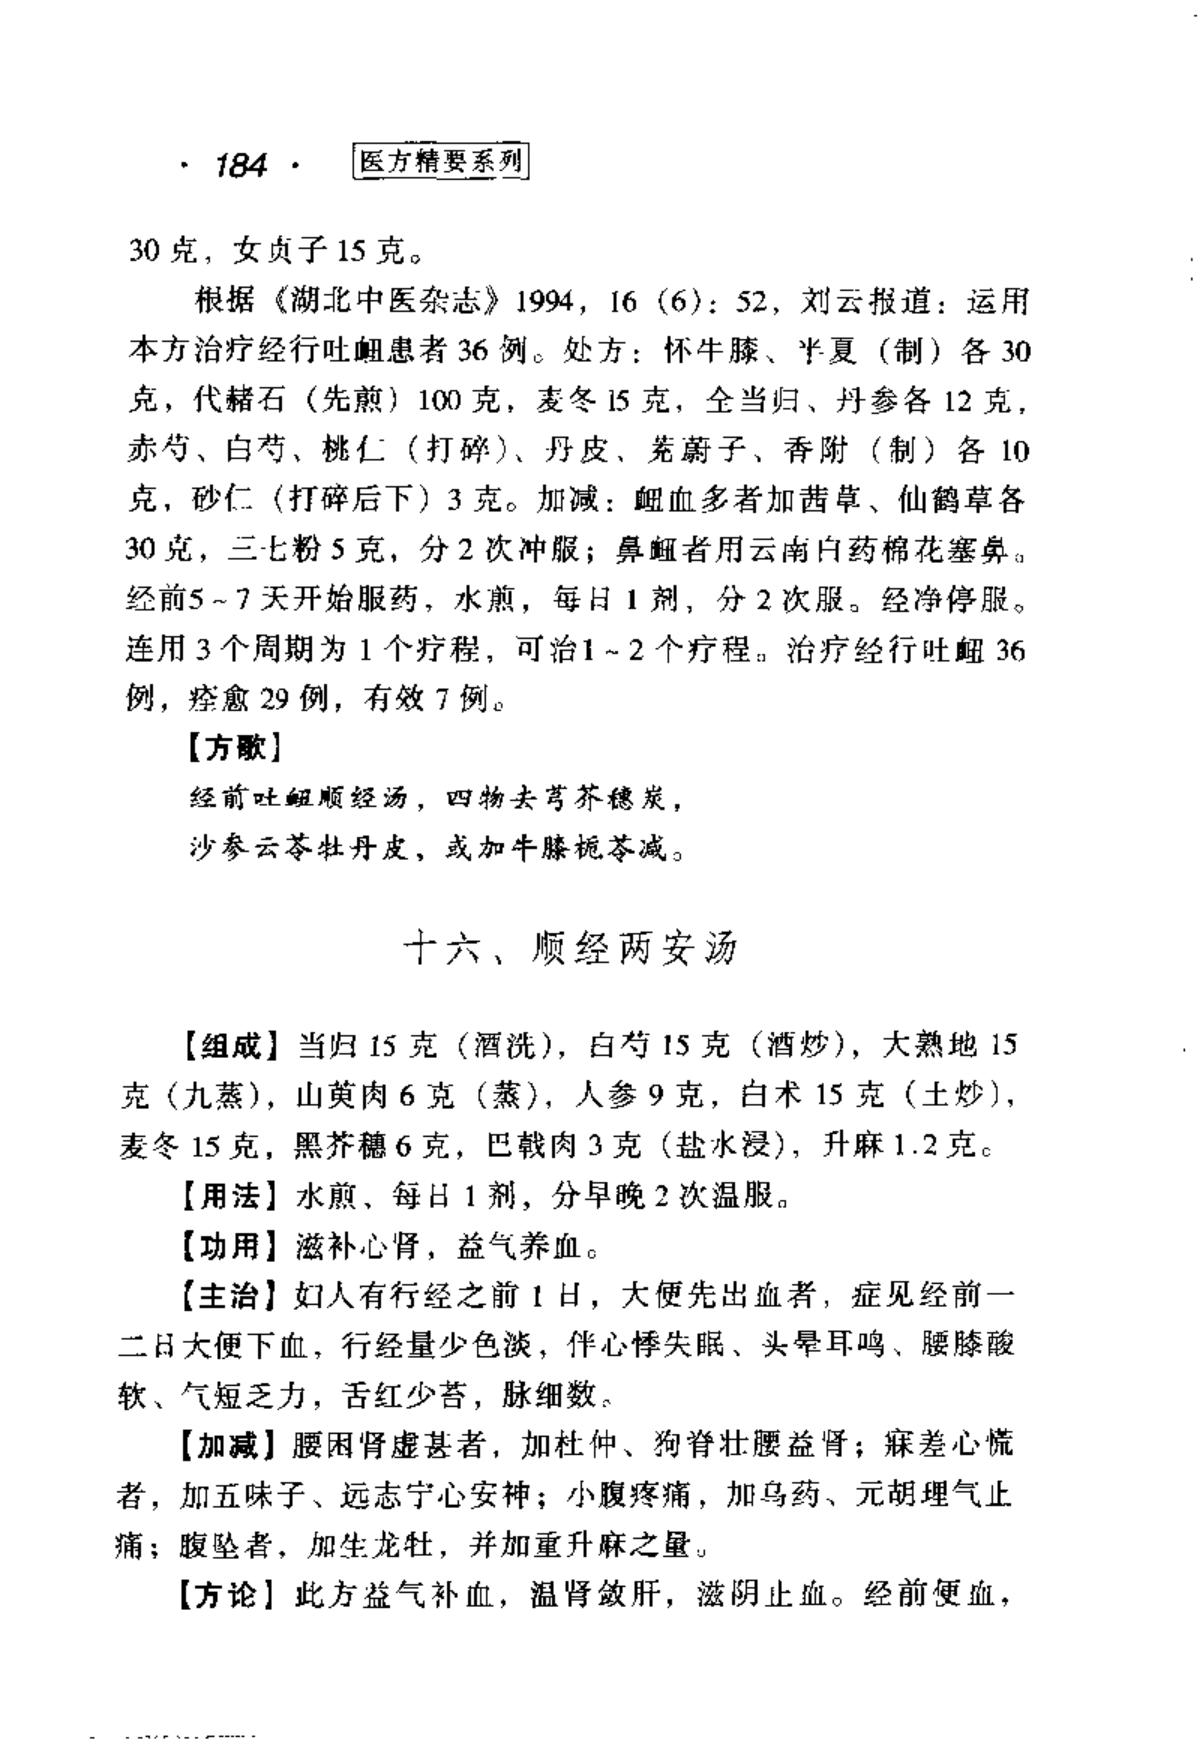 · 184 · 医方精要系列
30 克，女贞子 15 克。
根据《湖北中医杂志》1994，16（6）：52，刘云报道：运用
本方治疗经行吐衄患者 36 例。处方：怀牛膝、半夏（制）各 30
克，代赭石（先煎）100 克，麦冬 15 克，全当归、丹参各 12 克，
赤芍、白芍、桃仁（打碎）、丹皮、茺蔚子、香附（制）各 10
克，砂仁（打碎后下）3 克。加减：衄血多者加茜草、仙鹤草各
30 克，三七粉 5 克，分 2 次冲服；鼻衄者用云南白药棉花塞鼻。
经前5～7 天开始服药，水煎，每日 1 剂，分 2 次服。经净停服。
连用 3 个周期为 1 个疗程，可治1～2 个疗程。治疗经行吐衄 36
例，痊愈 29 例，有效 7 例。
【方歌】
经前吐衄顺经汤，四物去芎芥穗炭，
沙参云苓牡丹皮，或加牛膝栀苓减。
十六、顺经两安汤
【组成】当归 15 克（酒洗），白芍 15 克（酒炒），大熟地 15
克（九蒸），山萸肉 6 克（蒸），人参 9 克，白术 15 克（土炒），
麦冬 15 克，黑芥穗 6 克，巴戟肉 3 克（盐水浸），升麻 1.2 克。
【用法】水煎、每日 1 剂，分早晚 2 次温服。
【功用】滋补心肾，益气养血。
【主治】妇人有行经之前 1 日，大便先出血者，症见经前一
二日大便下血，行经量少色淡，伴心悸失眠、头晕耳鸣、腰膝酸
软、气短乏力，舌红少苔，脉细数。
【加减】腰困肾虚甚者，加杜仲、狗脊壮腰益肾；寐差心慌
者，加五味子、远志宁心安神；小腹疼痛，加乌药、元胡理气止
痛；腹坠者，加生龙牡，并加重升麻之量。
【方论】此方益气补血，温肾敛肝，滋阴止血。经前便血，